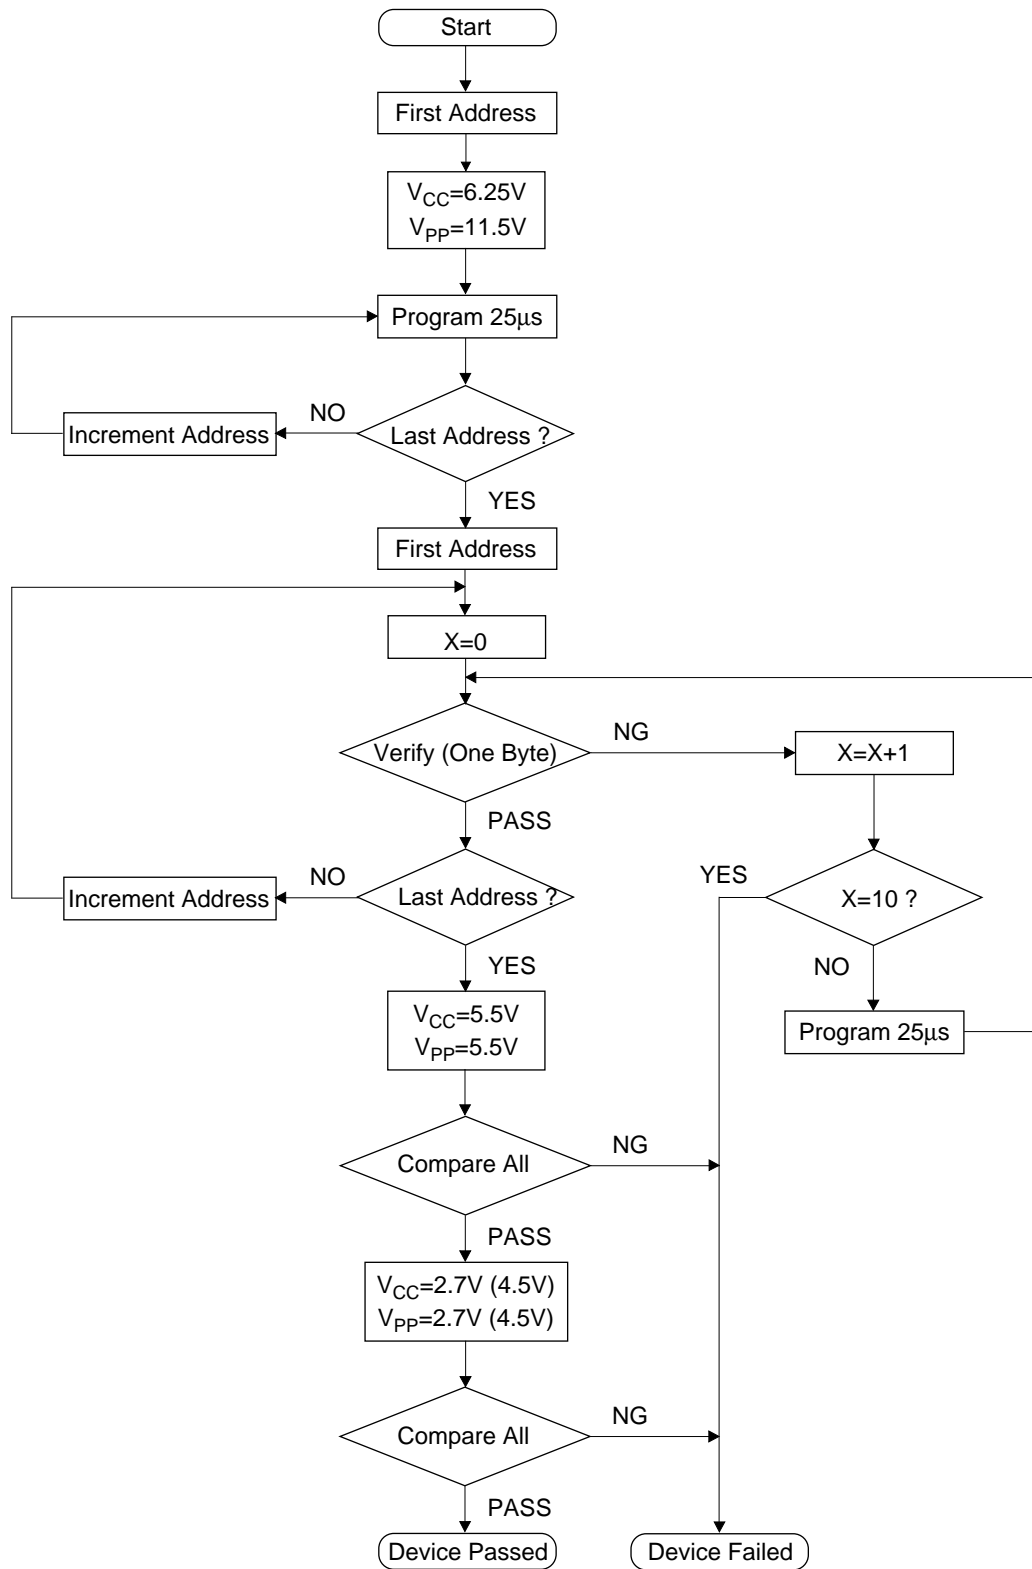 Start
First Address
VCC=6.25V
VPP=11.5V
Program 25µs
NO
Increment Address
Last Address ?
YES
First Address
X=0
Verify (One Byte)
NG
X=X+1
PASS
NO
Increment Address
Last Address ?
YES
X=10 ?
YES
NO
VCC=5.5V
VPP=5.5V
Program 25µs
Compare All
NG
PASS
VCC=2.7V (4.5V)
VPP=2.7V (4.5V)
Compare All
NG
PASS
Device Passed
Device Failed